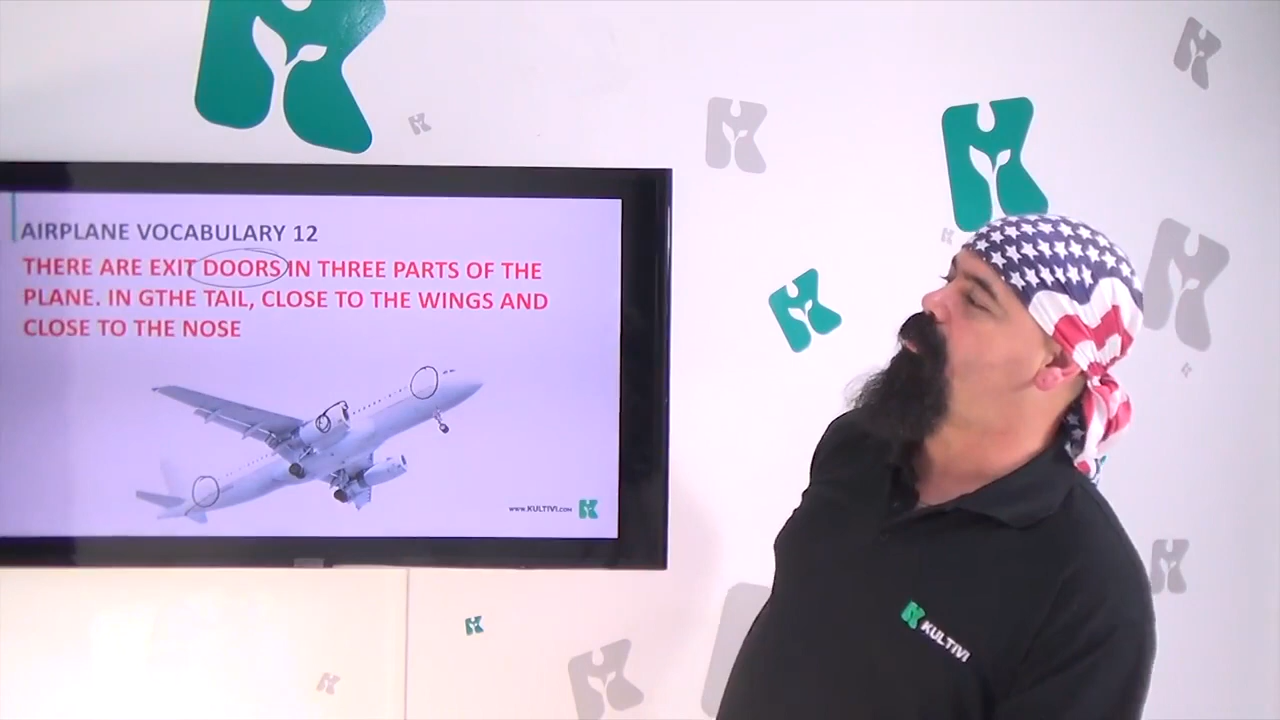 AIRPLANE VOCABULARY 12
THERE ARE EXIT DOORS IN THREE PARTS OF THE
PLANE. IN GTHE TAIL, CLOSE TO THE WINGS AND
CLOSE TO THE NOSE
WWW.KULTIVI.COM
KULTIVI